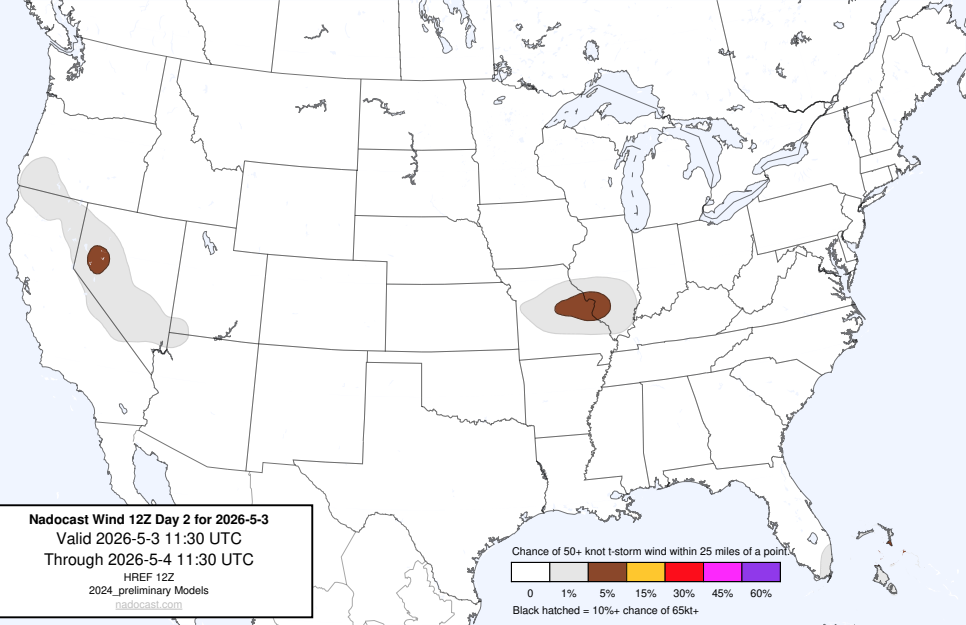 Nadocast Wind 12Z Day 2 for 2026-5-3
Valid 2026-5-3 11:30 UTC
Through 2026-5-4 11:30 UTC
HREF 12Z
2024_preliminary Models
nadocast.com
Chance of 50+ knot t-storm wind within 25 miles of a point.
0 1% 5% 15% 30% 45% 60%
Black hatched = 10%+ chance of 65kt+